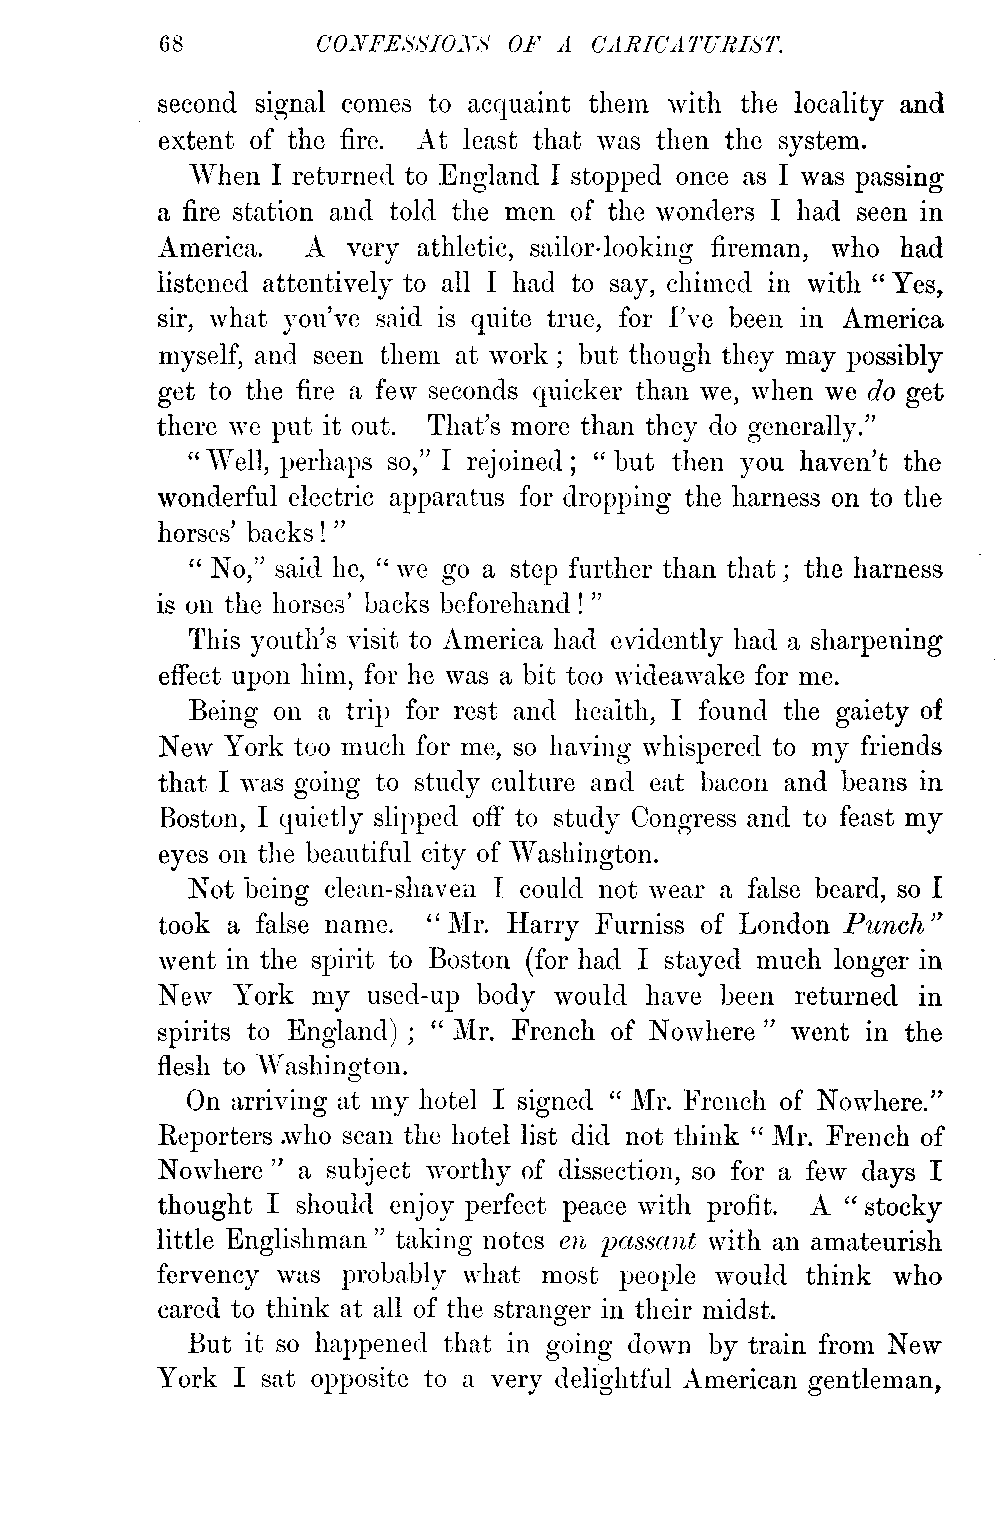 68 CONFESSIONS OF A CARICATURIST.
second signal comes to acquaint them with the locality and
extent of the fire. At least that was then the system.
When I returned to England I stopped once as I was passing
a fire station and told the men of the wonders I had seen in
America. A very athletic, sailor-looking fireman, who had
listened attentively to all I had to say, chimed in with “Yes,
sir, what you've said is quite true, for I've been in America
myself, and seen them at work; but though they may possibly
get to the fire a few seconds quicker than we, when we do get
there we put it out. That's more than they do generally.”
“Well, perhaps so,” I rejoined; “but then you haven't the
wonderful electric apparatus for dropping the harness on to the
horses' backs!”
“No,” said he, “we go a step further than that; the harness
is on the horses' backs beforehand!”
This youth's visit to America had evidently had a sharpening
effect upon him, for he was a bit too wideawake for me.
Being on a trip for rest and health, I found the gaiety of
New York too much for me, so having whispered to my friends
that I was going to study culture and eat bacon and beans in
Boston, I quietly slipped off to study Congress and to feast my
eyes on the beautiful city of Washington.
Not being clean-shaven I could not wear a false beard, so I
took a false name. “Mr. Harry Furniss of London Punch”
went in the spirit to Boston (for had I stayed much longer in
New York my used-up body would have been returned in
spirits to England); “Mr. French of Nowhere” went in the
flesh to Washington.
On arriving at my hotel I signed “Mr. French of Nowhere.”
Reporters who scan the hotel list did not think “Mr. French of
Nowhere” a subject worthy of dissection, so for a few days I
thought I should enjoy perfect peace with profit. A “stocky
little Englishman” taking notes en passant with an amateurish
fervency was probably what most people would think who
cared to think at all of the stranger in their midst.
But it so happened that in going down by train from New
York I sat opposite to a very delightful American gentleman,